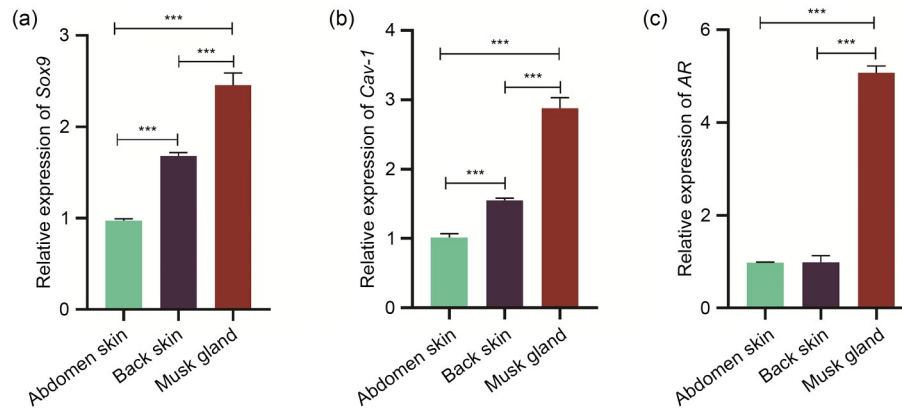 (a)
Relative expression of Sox9
3
2
1
0
***
***
***
Abdomen skin
Back skin
Musk gland
(b)
Relative expression of Cav-1
4
3
2
1
0
***
***
***
Abdomen skin
Back skin
Musk gland
(c)
Relative expression of AR
6
4
2
0
***
***
Abdomen skin
Back skin
Musk gland